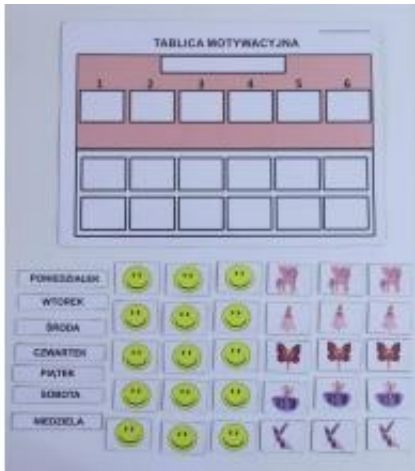 TABLICA MOTYWACYJNA
1 2 3 4 5 6
PONIEDZIAŁEK
WTOREK
ŚRODA
CZWARTEK
PIĄTEK
SOBOTA
NIEDZIELA